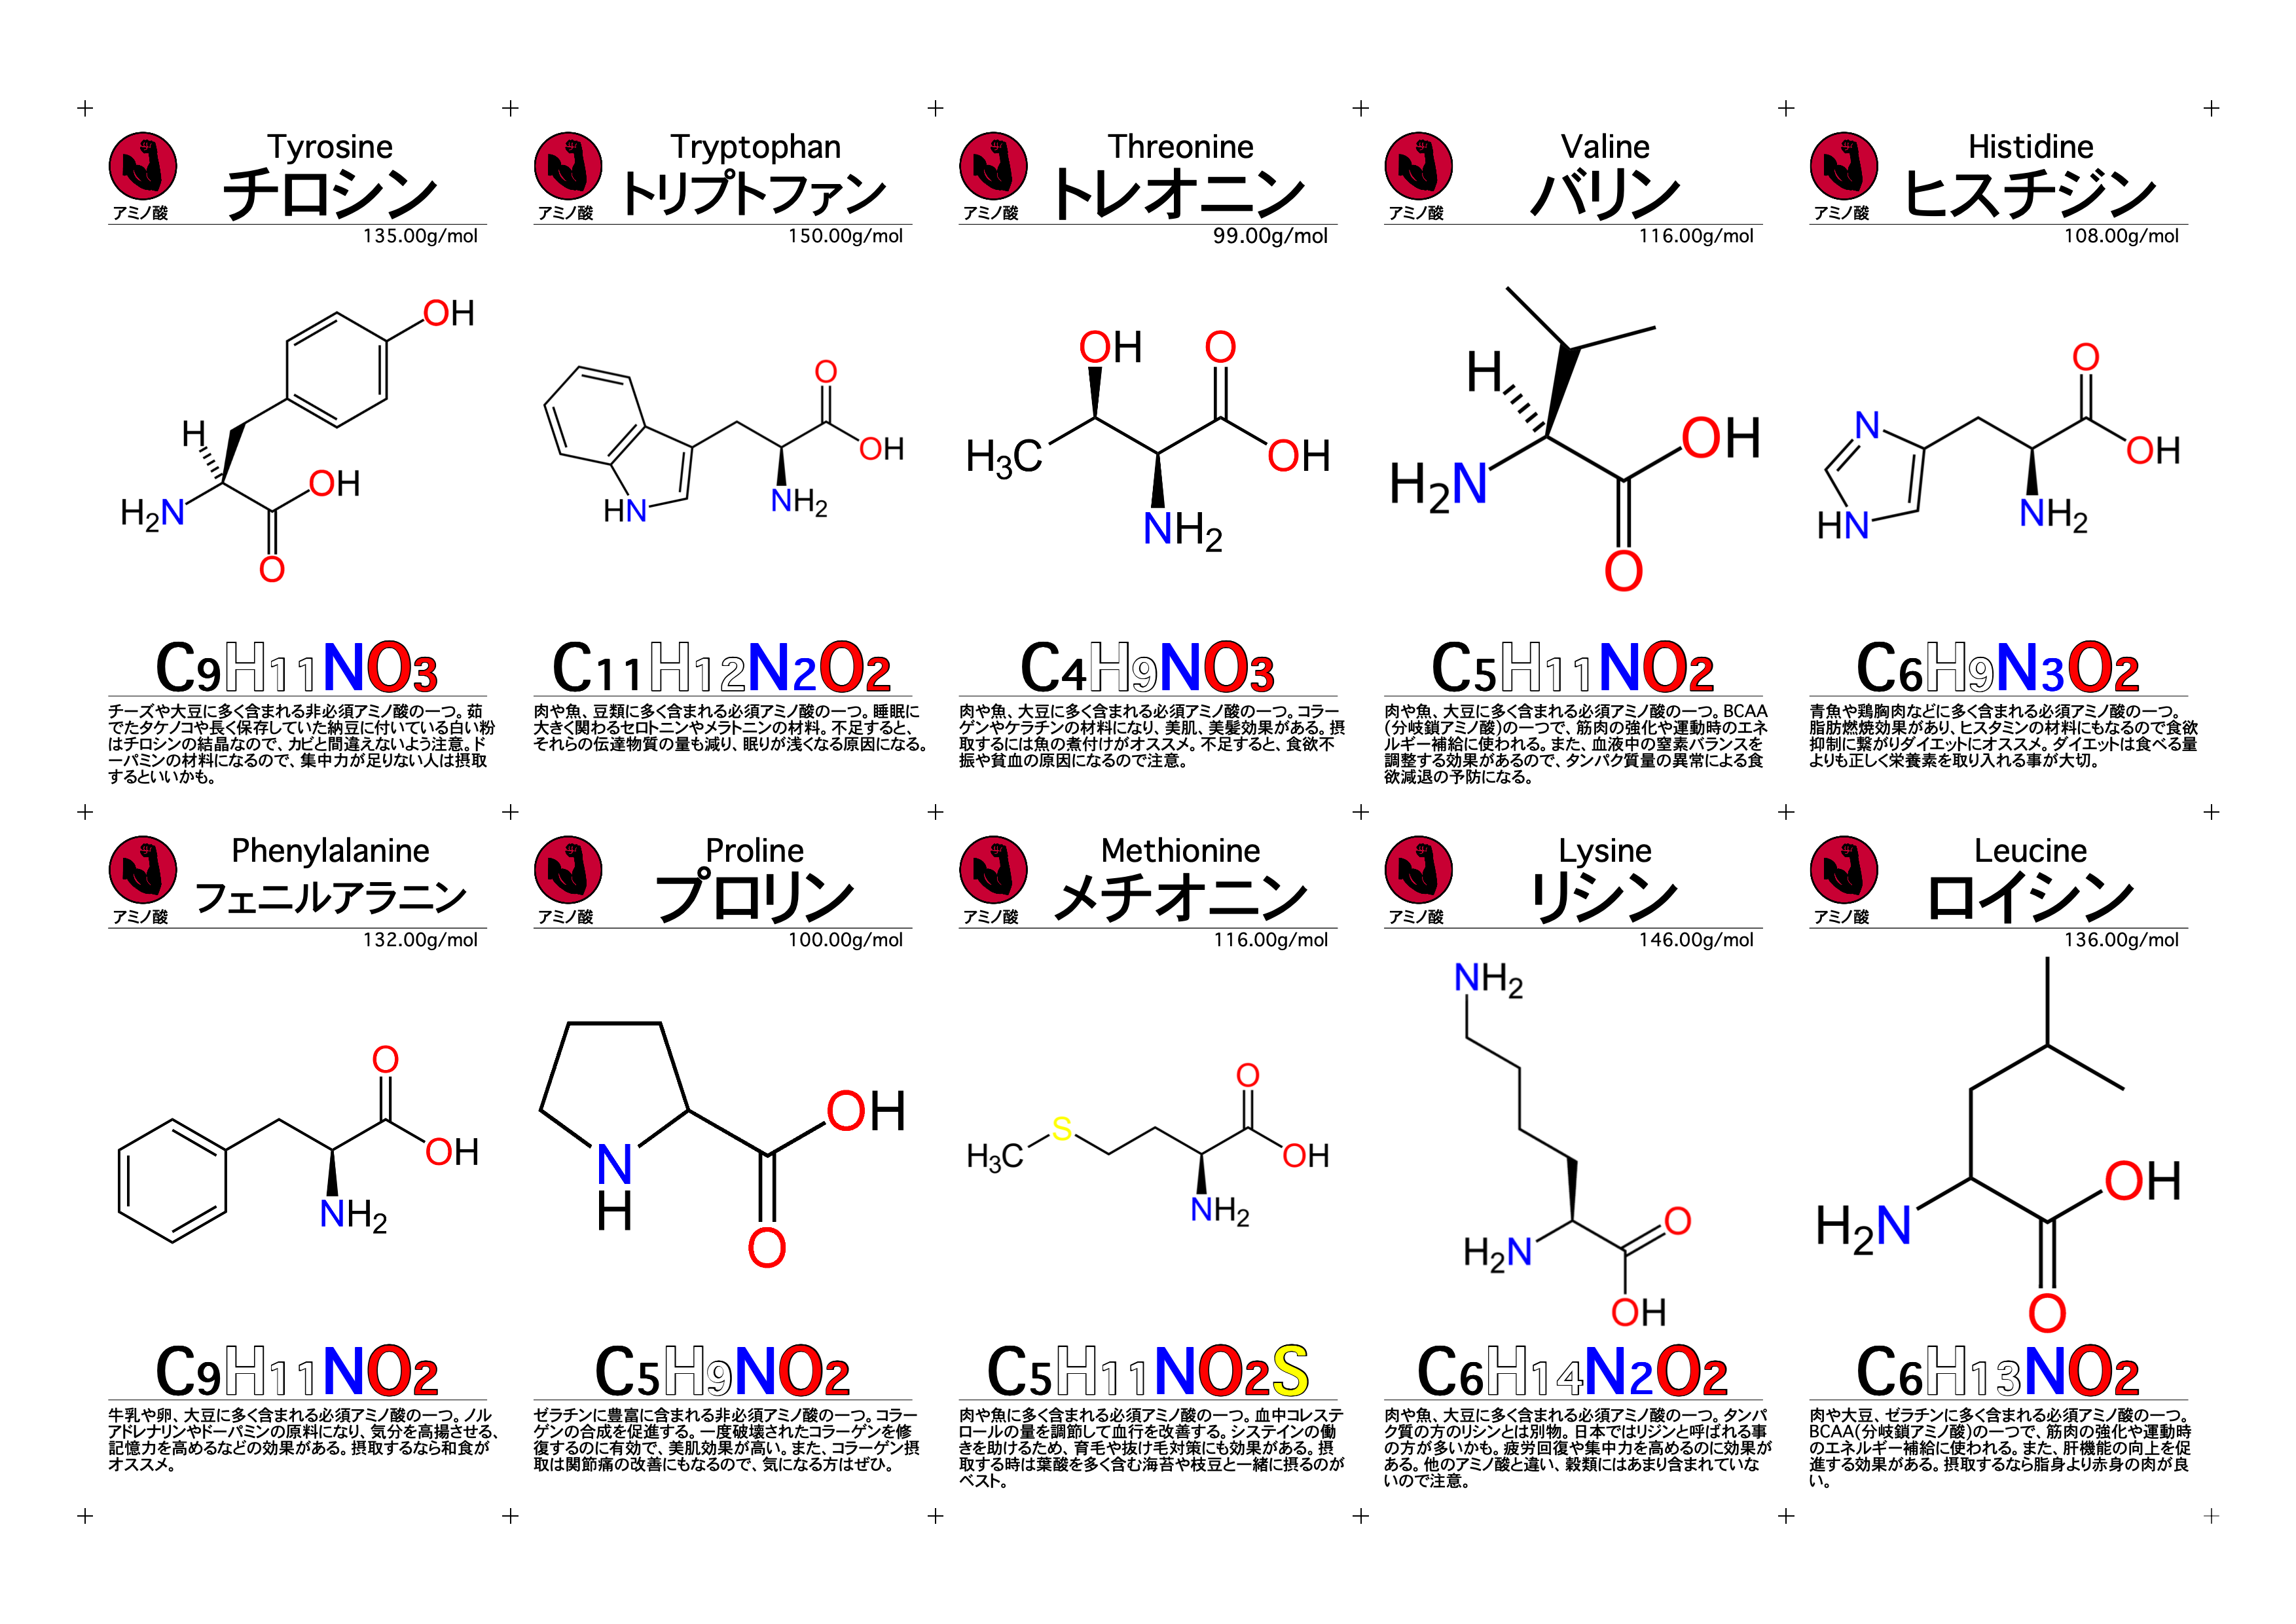 Tyrosine
チロシン
アミノ酸
135.00g/mol
OH
H
OH
H2N
O
C9H11NO3
チーズや大豆に多く含まれる非必須アミノ酸の一つ。茹
でたタケノコや長く保存していた納豆に付いている白い粉
はチロシンの結晶なので、カビと間違えないよう注意。ド
ーパミンの材料になるので、集中力が足りない人は摂取
するといいかも。
Tryptophan
トリプトファン
アミノ酸
150.00g/mol
O
OH
HN
NH2
C11H12N2O2
肉や魚、豆類に多く含まれる必須アミノ酸の一つ。睡眠に
大きく関わるセロトニンやメラトニンの材料。不足すると、
それらの伝達物質の量も減り、眠りが浅くなる原因になる。
Threonine
トレオニン
アミノ酸
99.00g/mol
OH
O
H3C
OH
NH2
C4H9NO3
肉や魚、大豆に多く含まれる必須アミノ酸の一つ。コラー
ゲンやケラチンの材料になり、美肌、美髪効果がある。摂
取するには魚の煮付けがオススメ。不足すると、食欲不
振や貧血の原因になるので注意。
Valine
バリン
アミノ酸
116.00g/mol
H
OH
H2N
O
C5H11NO2
肉や魚、大豆に多く含まれる必須アミノ酸の一つ。BCAA
(分岐鎖アミノ酸)の一つで、筋肉の強化や運動時のエネ
ルギー補給に使われる。また、血液中の窒素バランスを
調整する効果があるので、タンパク質量の異常による食
欲減退の予防になる。
Histidine
ヒスチジン
アミノ酸
108.00g/mol
O
N
OH
HN
NH2
C6H9N3O2
青魚や鶏胸肉などに多く含まれる必須アミノ酸の一つ。
脂肪燃焼効果があり、ヒスタミンの材料にもなるので食欲
抑制に繋がりダイエットにオススメ。ダイエットは食べる量
よりも正しく栄養素を取り入れる事が大切。
Phenylalanine
フェニルアラニン
アミノ酸
132.00g/mol
O
OH
NH2
C9H11NO2
牛乳や卵、大豆に多く含まれる必須アミノ酸の一つ。ノル
アドレナリンやドーパミンの原料になり、気分を高揚させる、
記憶力を高めるなどの効果がある。摂取するなら和食が
オススメ。
Proline
プロリン
アミノ酸
100.00g/mol
OH
N
H
O
C5H9NO2
ゼラチンに豊富に含まれる非必須アミノ酸の一つ。コラー
ゲンの合成を促進する。一度破壊されたコラーゲンを修
復するのに有効で、美肌効果が高い。また、コラーゲン摂
取は関節痛の改善にもなるので、気になる方はぜひ。
Methionine
メチオニン
アミノ酸
116.00g/mol
O
S
H3C
OH
NH2
C5H11NO2S
肉や魚に多く含まれる必須アミノ酸の一つ。血中コレステ
ロールの量を調節して血行を改善する。システインの働
きを助けるため、育毛や抜け毛対策にも効果がある。摂
取する時は葉酸を多く含む海苔や枝豆と一緒に摂るのが
ベスト。
Lysine
リシン
アミノ酸
146.00g/mol
NH2
O
H2N
OH
C6H14N2O2
肉や魚、大豆に多く含まれる必須アミノ酸の一つ。タンパ
ク質の方のリシンとは別物。日本ではリジンと呼ばれる事
の方が多いかも。疲労回復や集中力を高めるのに効果が
ある。他のアミノ酸と違い、穀類にはあまり含まれていな
いので注意。
Leucine
ロイシン
アミノ酸
136.00g/mol
OH
H2N
O
C6H13NO2
肉や大豆、ゼラチンに多く含まれる必須アミノ酸の一つ。
BCAA(分岐鎖アミノ酸)の一つで、筋肉の強化や運動時
のエネルギー補給に使われる。また、肝機能の向上を促
進する効果がある。摂取するなら脂身より赤身の肉が良
い。